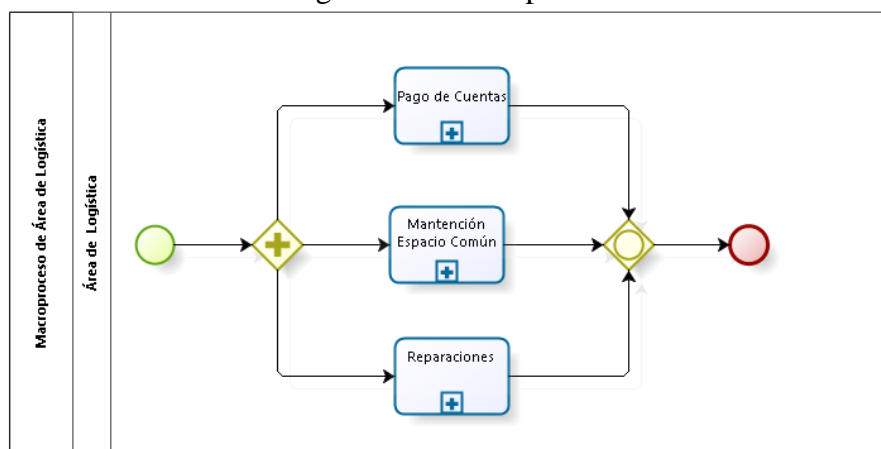 Macroproceso de Área de Logística
Área de Logística
Pago de Cuentas
Mantención
Espacio Común
Reparaciones